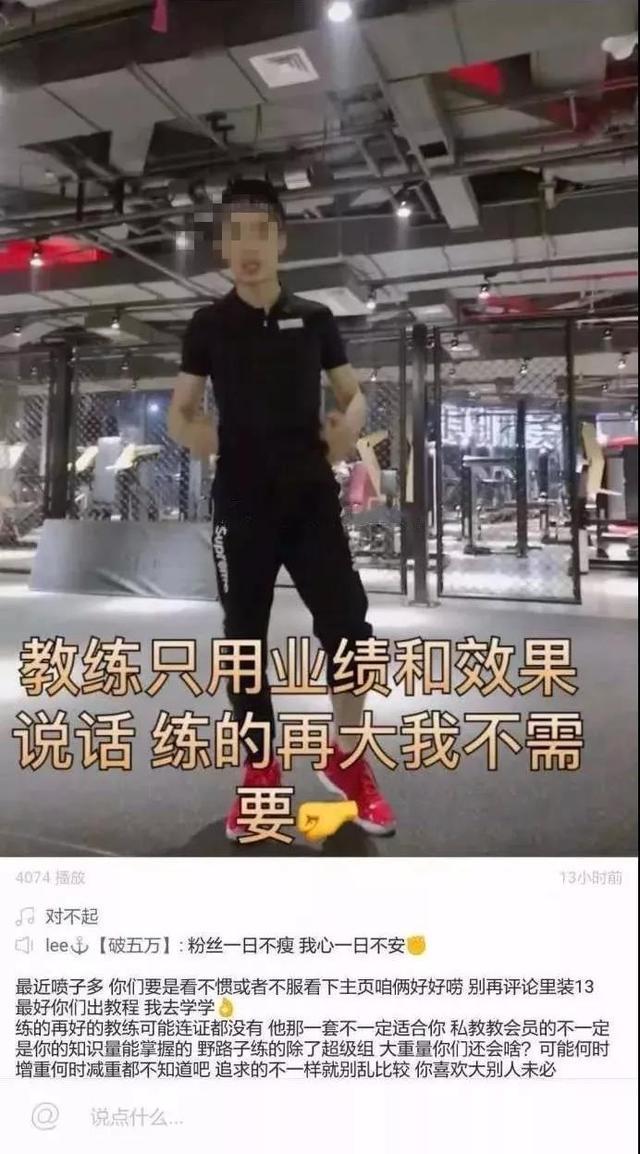 Supreme
教练只用业绩和效果
说话 练的再大我不需
要👊
4074 播放
13小时前
对不起
lee⚓【破五万】: 粉丝一日不瘦 我心一日不安✊
最近喷子多 你们要是看不惯或者不服看下主页咱俩好好唠 别再评论里装13
最好你们出教程 我去学学👌
练的再好的教练可能连证都没有 他那一套不一定适合你 私教教会员的不一定
是你的知识量能掌握的 野路子练的除了超级组 大重量你们还会啥？可能何时
增重何时减重都不知道吧 追求的不一样就别乱比较 你喜欢大别人未必
@ 说点什么...